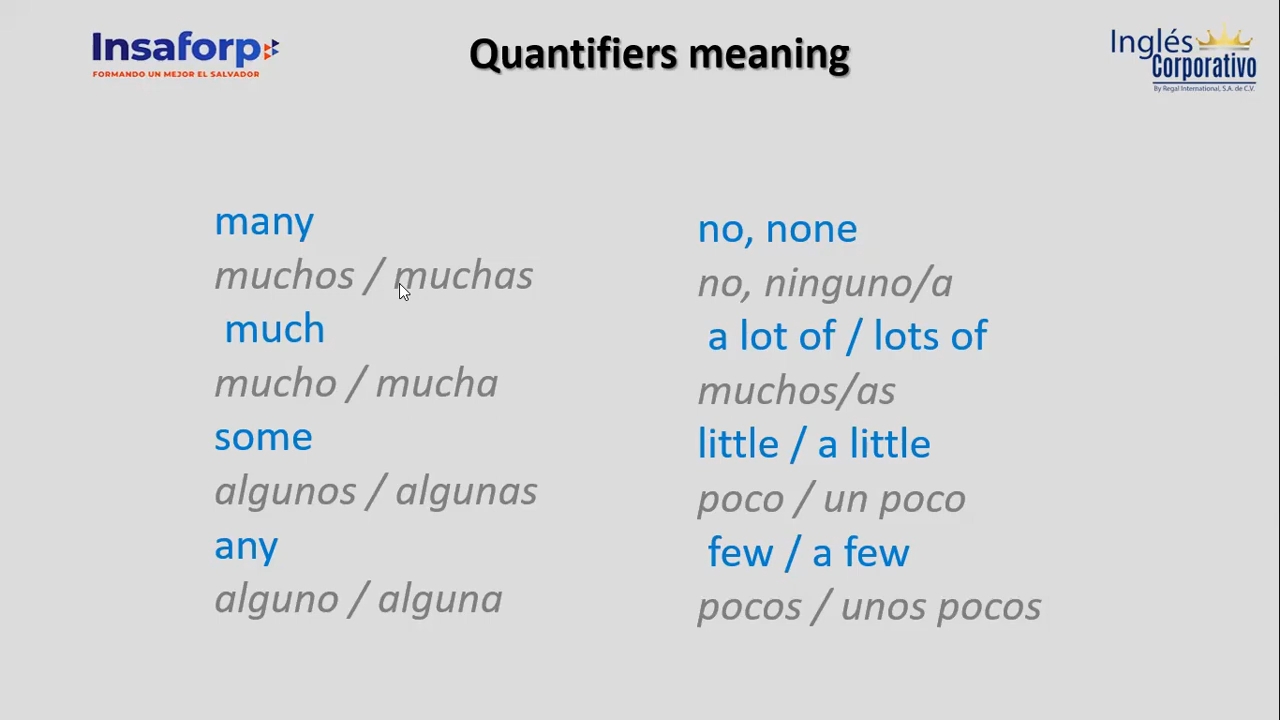 Insaforp
FORMANDO UN MEJOR EL SALVADOR
Quantifiers meaning
Inglés
Corporativo
By Regal International, S.A. de C.V.
many
muchos / muchas
much
mucho / mucha
some
algunos / algunas
any
alguno / alguna
no, none
no, ninguno/a
a lot of / lots of
muchos/as
little / a little
poco / un poco
few / a few
pocos / unos pocos